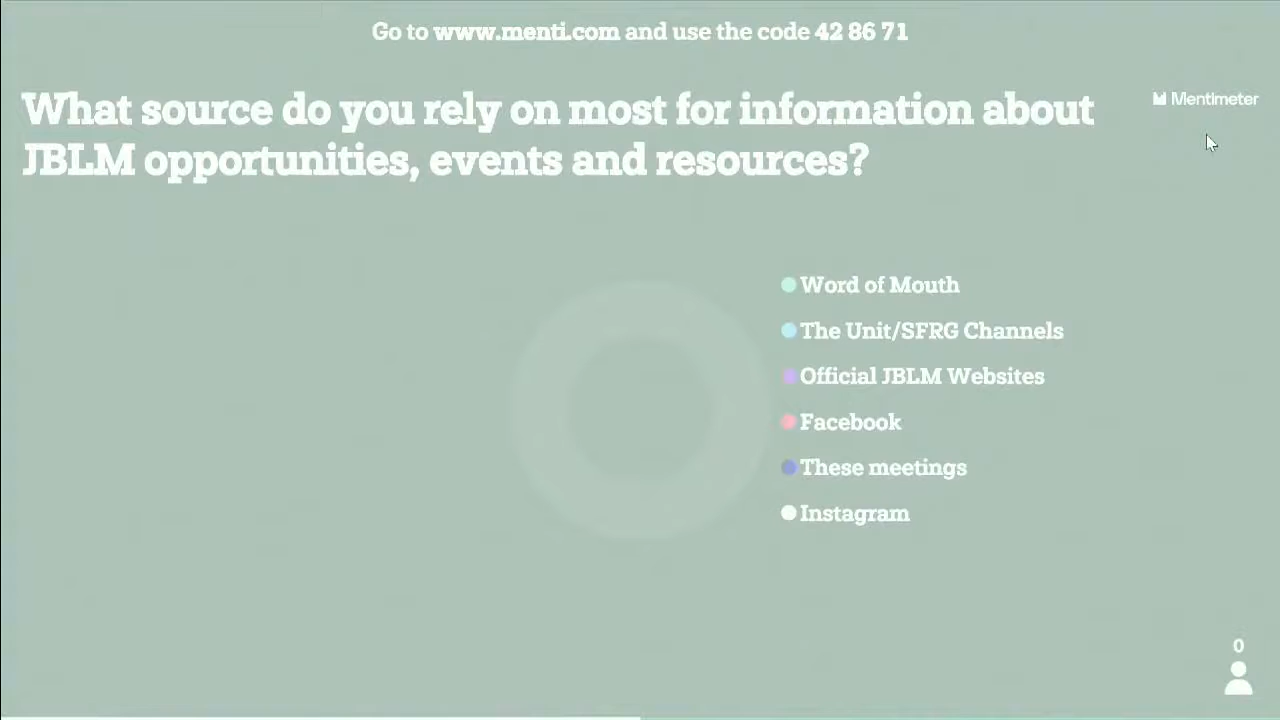 Go to www.menti.com and use the code 42 86 71
What source do you rely on most for information about
JBLM opportunities, events and resources?
Mentimeter
Word of Mouth
The Unit/SFRG Channels
Official JBLM Websites
Facebook
These meetings
Instagram
0